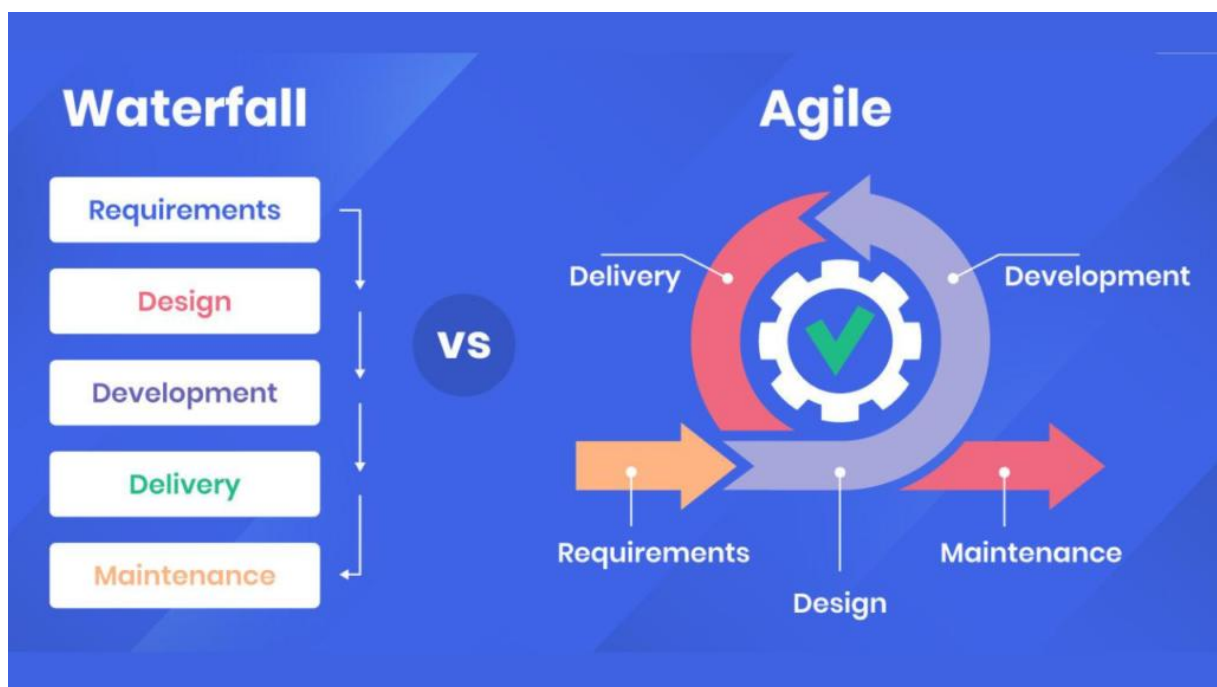 Waterfall
Requirements
Design
Development
Delivery
Maintenance
vs
Agile
Delivery
Development
Requirements
Maintenance
Design